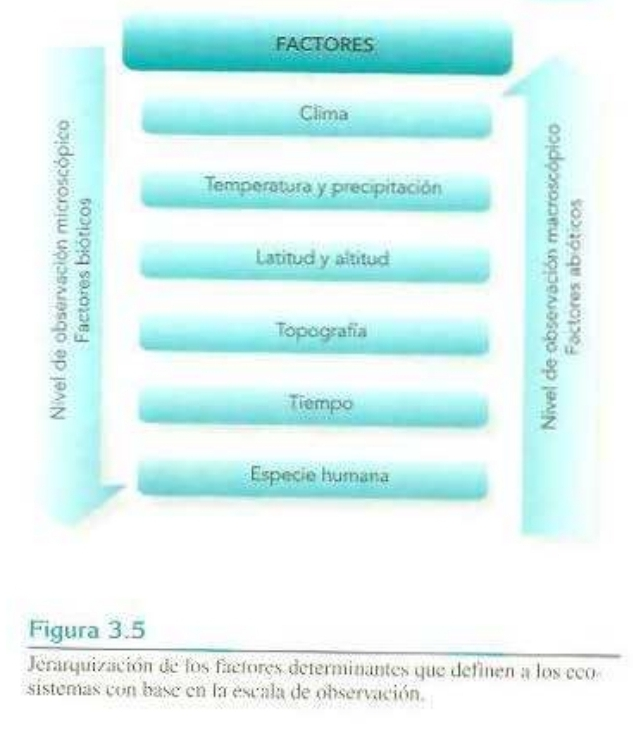 FACTORES
Nivel de observación microscópico
Factores bióticos
Clima
Temperatura y precipitación
Latitud y altitud
Topografía
Tiempo
Especie humana
Nivel de observación macroscópico
Factores abióticos
Figura 3.5
Jerarquización de los factores determinantes que definen a los eco-
sistemas con base en la escala de observación.